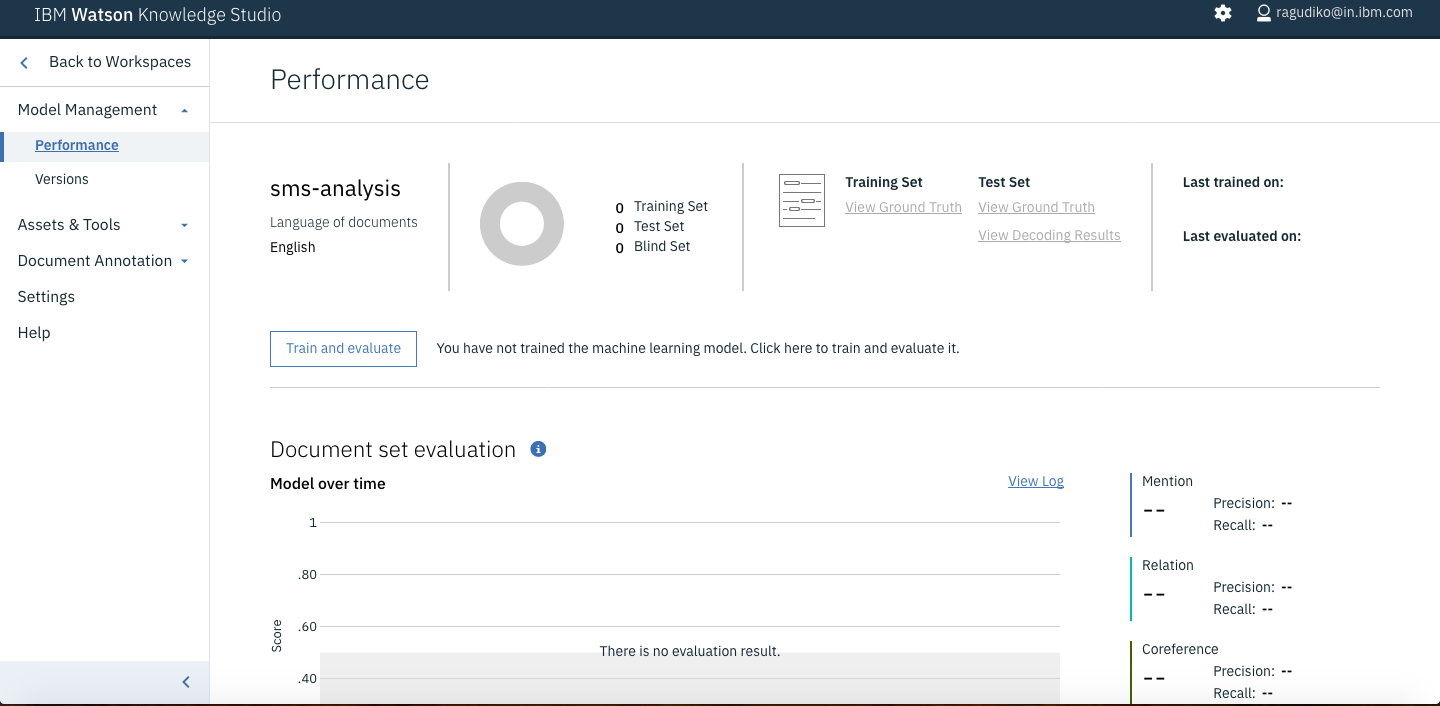 IBM Watson Knowledge Studio
ragudiko@in.ibm.com
Back to Workspaces
Model Management
Performance
Versions
Assets & Tools
Document Annotation
Settings
Help
Performance
sms-analysis
Language of documents
English
0 Training Set
0 Test Set
0 Blind Set
Training Set
View Ground Truth
Test Set
View Ground Truth
View Decoding Results
Last trained on:
Last evaluated on:
Train and evaluate
You have not trained the machine learning model. Click here to train and evaluate it.
Document set evaluation
Model over time
View Log
1
.80
.60
.40
Score
There is no evaluation result.
Mention
--
Precision: --
Recall: --
Relation
--
Precision: --
Recall: --
Coreference
--
Precision: --
Recall: --